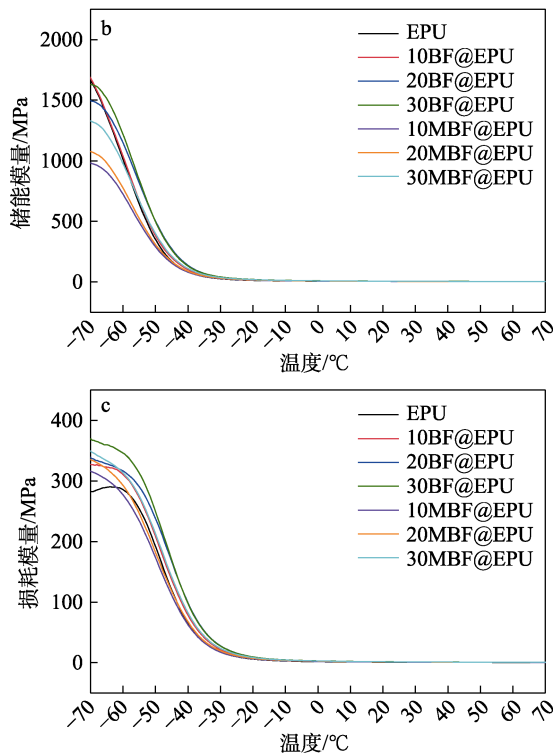 b
2000
1500
1000
500
0
储能模量/MPa
EPU
10BF@EPU
20BF@EPU
30BF@EPU
10MBF@EPU
20MBF@EPU
30MBF@EPU
−70 −60 −50 −40 −30 −20 −10 0 10 20 30 40 50 60 70
温度/℃
c
400
300
200
100
0
损耗模量/MPa
EPU
10BF@EPU
20BF@EPU
30BF@EPU
10MBF@EPU
20MBF@EPU
30MBF@EPU
−70 −60 −50 −40 −30 −20 −10 0 10 20 30 40 50 60 70
温度/℃